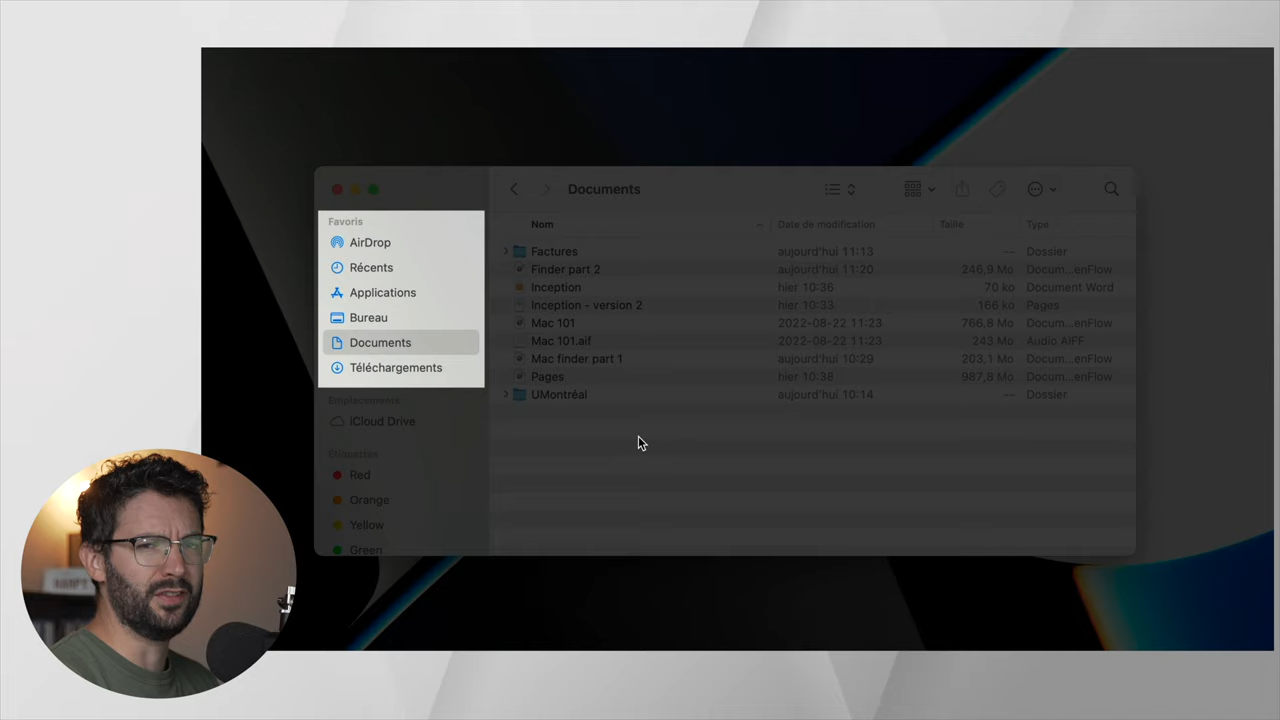 Documents
Favoris
AirDrop
Récents
Applications
Bureau
Documents
Téléchargements
Emplacements
iCloud Drive
Étiquettes
Red
Orange
Yellow
Green
Nom Date de modification Taille Type
Factures aujourd'hui 11:13 -- Dossier
Finder part 2 aujourd'hui 11:20 246,9 Mo Docum...enFlow
Inception hier 10:36 70 ko Document Word
Inception - version 2 hier 10:33 166 ko Pages
Mac 101 2022-08-22 11:23 766,8 Mo Docum...enFlow
Mac 101.aif 2022-08-22 11:23 243 Mo Audio AIFF
Mac finder part 1 aujourd'hui 10:29 203,1 Mo Docum...enFlow
Pages hier 10:38 987,8 Mo Docum...enFlow
UMontréal aujourd'hui 10:14 -- Dossier